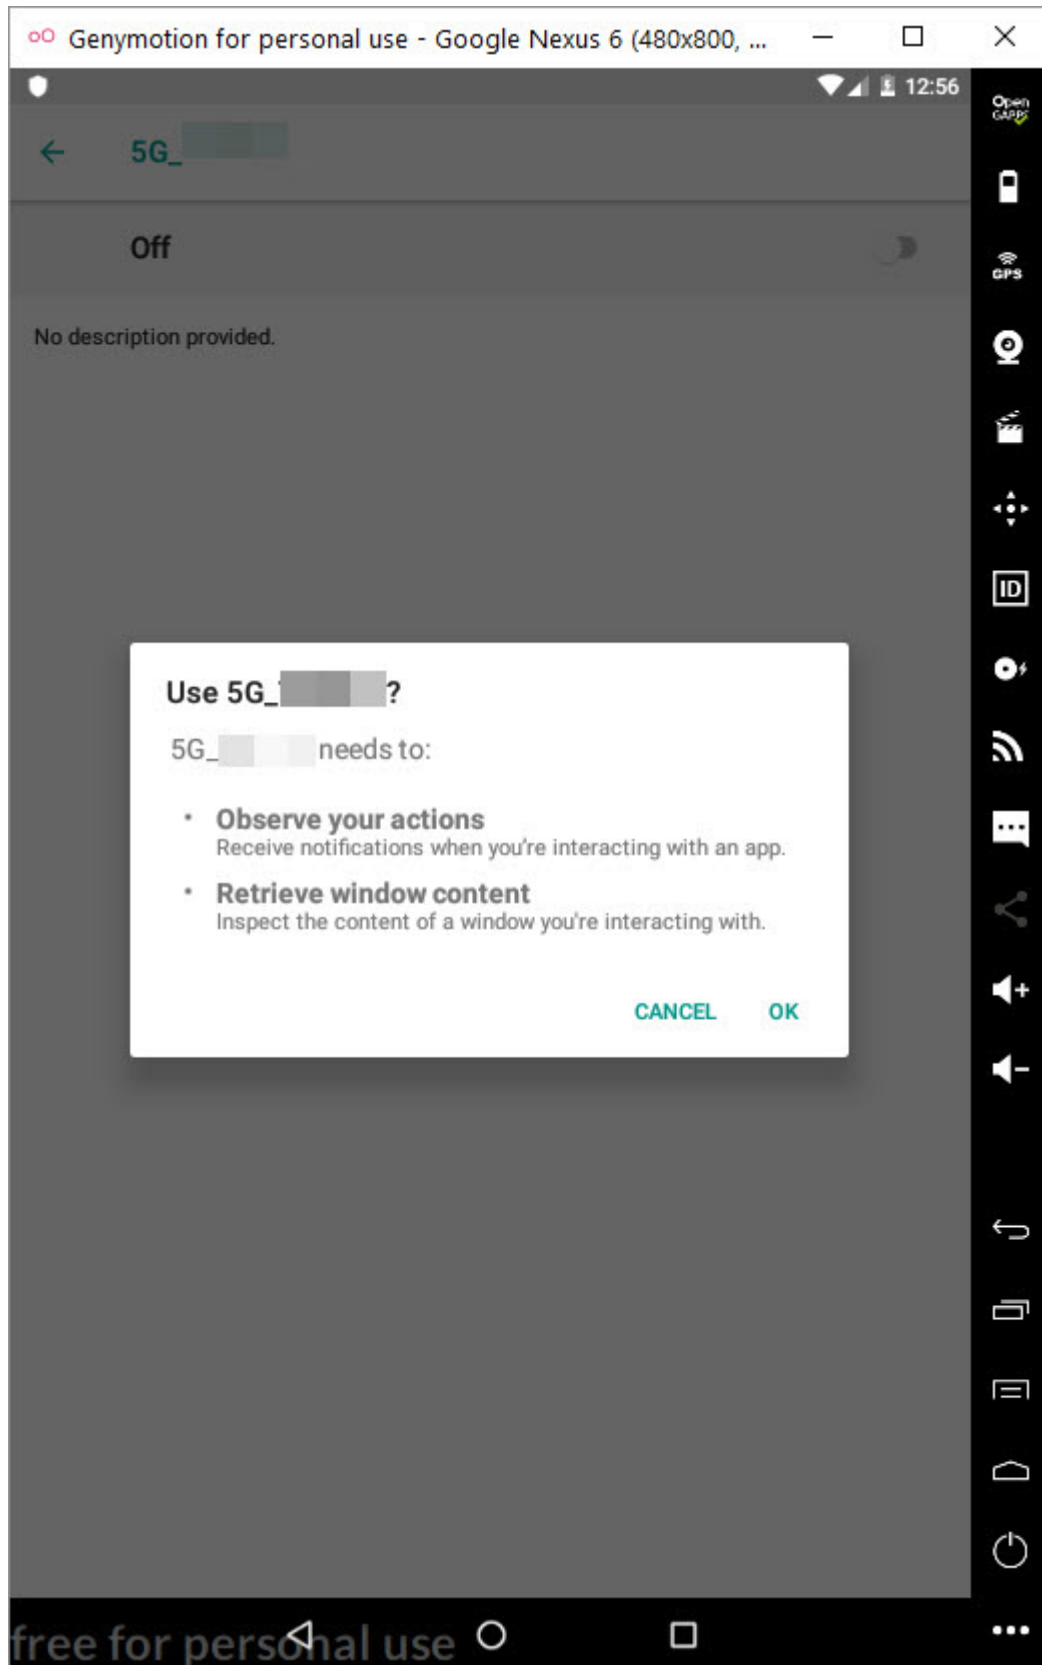 Genymotion for personal use - Google Nexus 6 (480x800, ...
12:56
Open
GAPPS
5G_
Off
GPS
No description provided.
ID
Use 5G_ ?
5G_ needs to:
• Observe your actions
Receive notifications when you're interacting with an app.
• Retrieve window content
Inspect the content of a window you're interacting with.
CANCEL OK
free for personal use